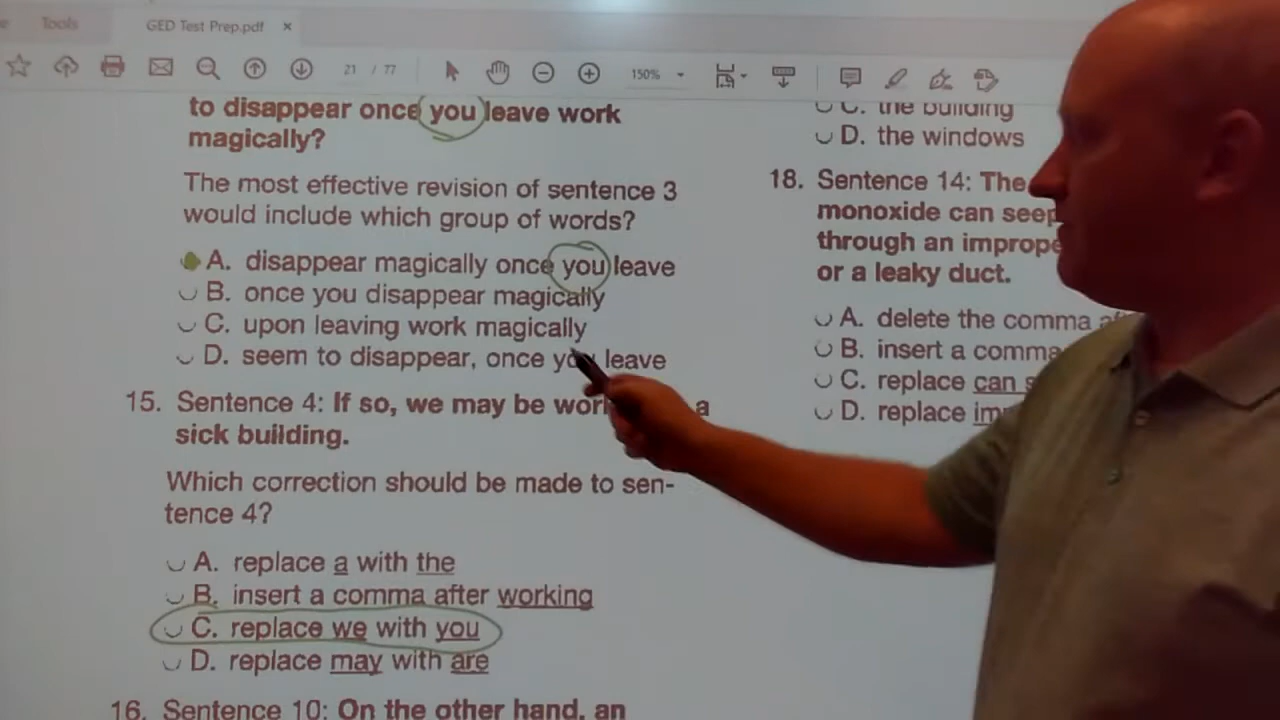 Tools
GED Test Prep.pdf ×
21 / 77
150%
to disappear once you leave work
magically?
The most effective revision of sentence 3
would include which group of words?
A. disappear magically once you leave
B. once you disappear magically
C. upon leaving work magically
D. seem to disappear, once you leave
15. Sentence 4: If so, we may be a
sick building.
Which correction should be made to sen-
tence 4?
A. replace a with the
B. insert a comma after working
C. replace we with you
D. replace may with are
16. Sentence 10: On the other hand, an
C. the building
D. the windows
18. Sentence 14: The
monoxide can seep
through an
or a leaky duct.
A. delete the comma
B. insert a comma
C. replace can
D. replace